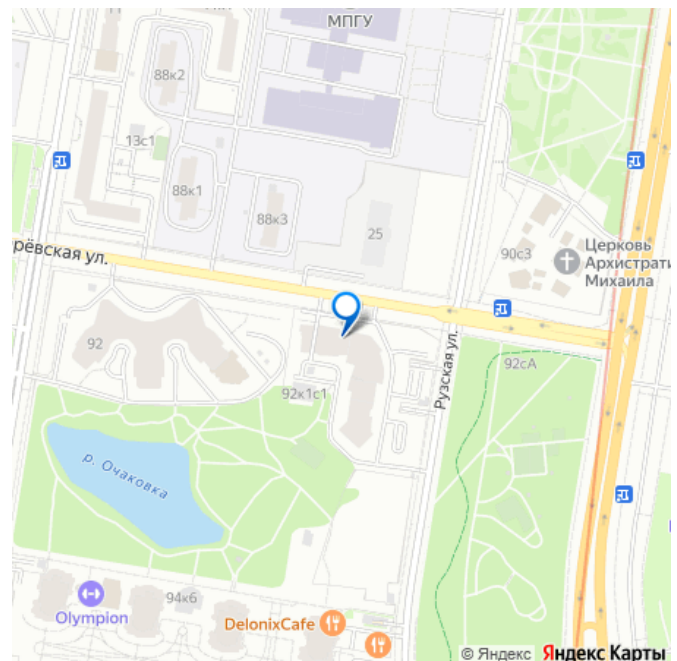 МПГУ
88к2
13с1
88к1
88к3
25
90с3
Церковь
Архистрати
Михаила
рёвская ул.
92
92к1с1
Рузская ул.
92сА
р. Очаковка
94к6
Olympion
DelonixCafe
© Яндекс Яндекс Карты